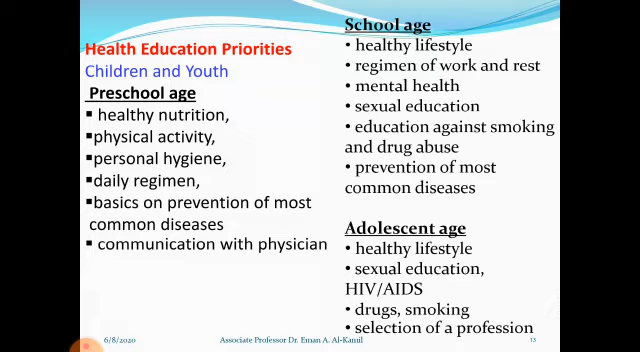 Health Education Priorities
Children and Youth
Preschool age
▪ healthy nutrition,
▪physical activity,
▪personal hygiene,
▪daily regimen,
▪basics on prevention of most
common diseases
▪ communication with physician
School age
• healthy lifestyle
• regimen of work and rest
• mental health
• sexual education
• education against smoking
and drug abuse
• prevention of most
common diseases
Adolescent age
• healthy lifestyle
• sexual education,
HIV/AIDS
• drugs, smoking
• selection of a profession
6/8/2020
Associate Professor Dr. Eman A. Al-Kamil
13